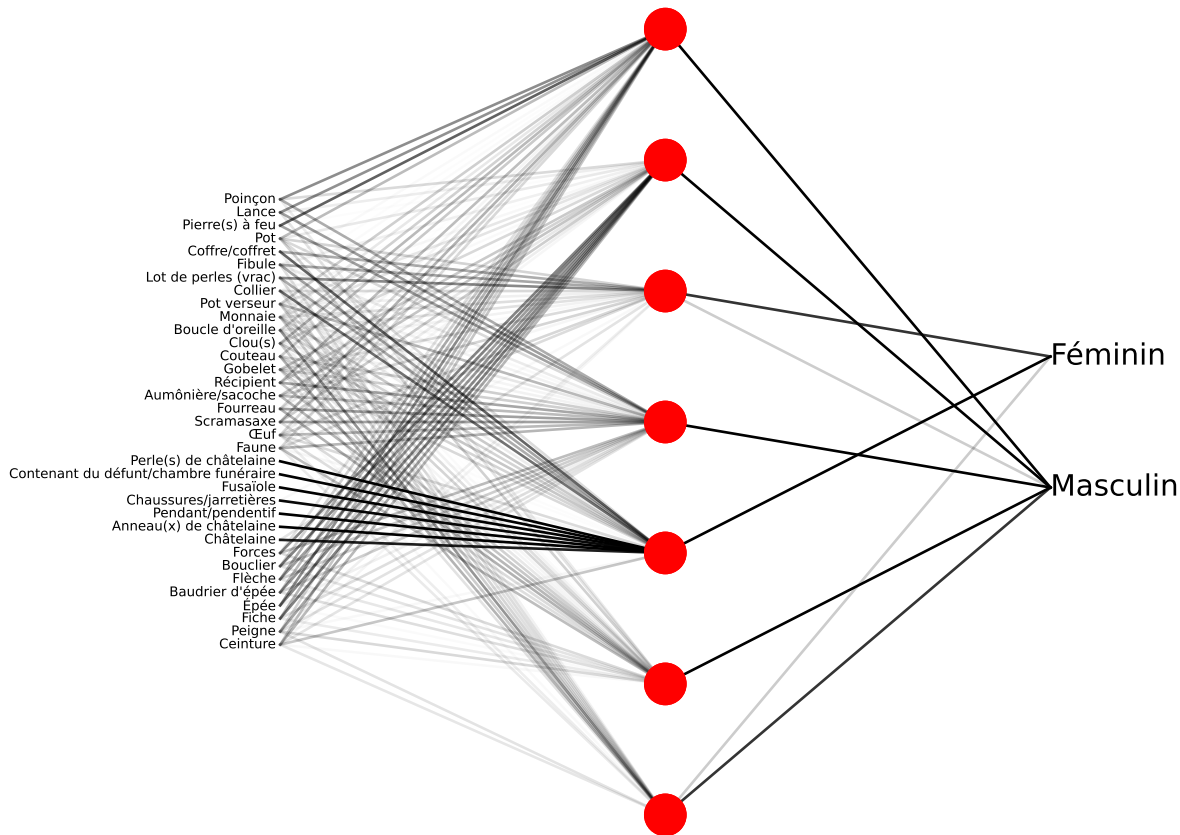 Poinçon
Lance
Pierre(s) à feu
Pot
Coffre/coffret
Fibule
Lot de perles (vrac)
Collier
Pot verseur
Monnaie
Boucle d'oreille
Clou(s)
Couteau
Gobelet
Récipient
Aumônière/sacoche
Fourreau
Scramasaxe
Œuf
Faune
Perle(s) de châtelaine
Contenant du défunt/chambre funéraire
Fusaïole
Chaussures/jarretières
Pendant/pendentif
Anneau(x) de châtelaine
Châtelaine
Forces
Bouclier
Flèche
Baudrier d'épée
Épée
Fiche
Peigne
Ceinture
Féminin
Masculin